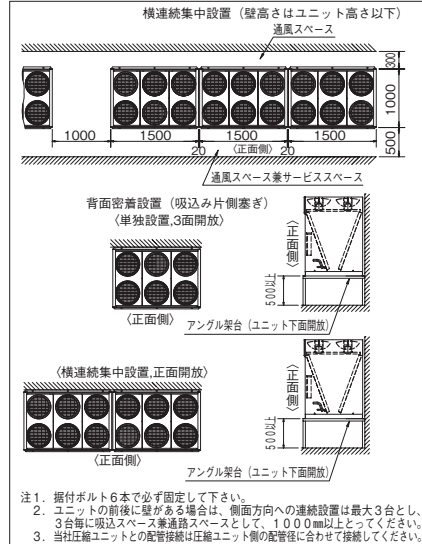 横連続集中設置（壁高さはユニット高さ以下）
通風スペース
300
1000
500
1000
1500
1500
1500
20
〈正面側〉
20
通風スペース兼サービススペース
背面密着設置（吸込み片側塞ぎ）
〈単独設置,3面開放〉
〈正面側〉
〈正面側〉
500以上
アングル架台（ユニット下面開放）
〈横連続集中設置,正面開放〉
〈正面側〉
〈正面側〉
500以上
アングル架台（ユニット下面開放）
注1．据付ボルト6本で必ず固定して下さい。
2．ユニットの前後に壁がある場合は、側面方向への連続設置は最大3台とし、
3台毎に吸込スペース兼通路スペースとして、1000㎜以上とってください。
3．当社圧縮ユニットとの配管接続は圧縮ユニット側の配管径に合わせて接続してください。